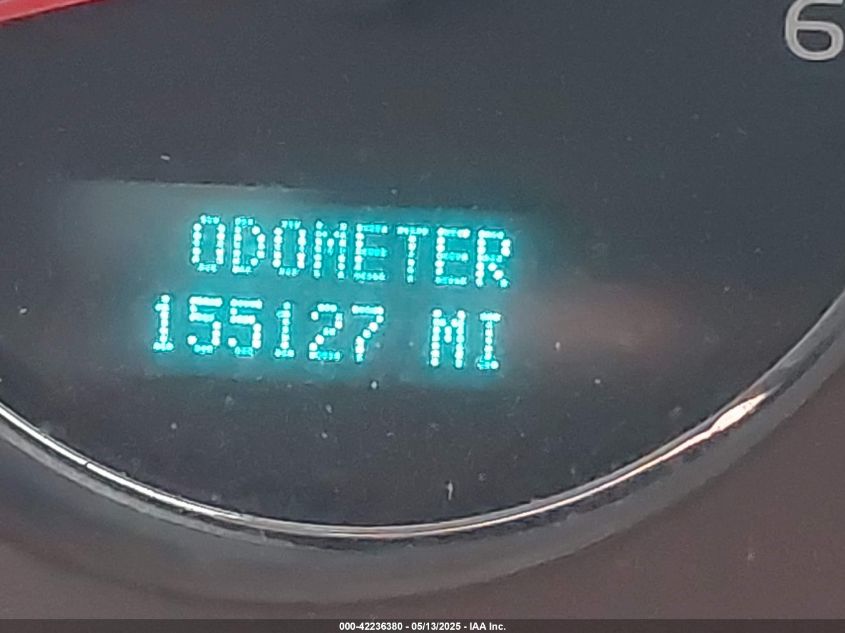 6
ODOMETER
155127 MI
000-42236380 - 05/13/2025 - IAA Inc.